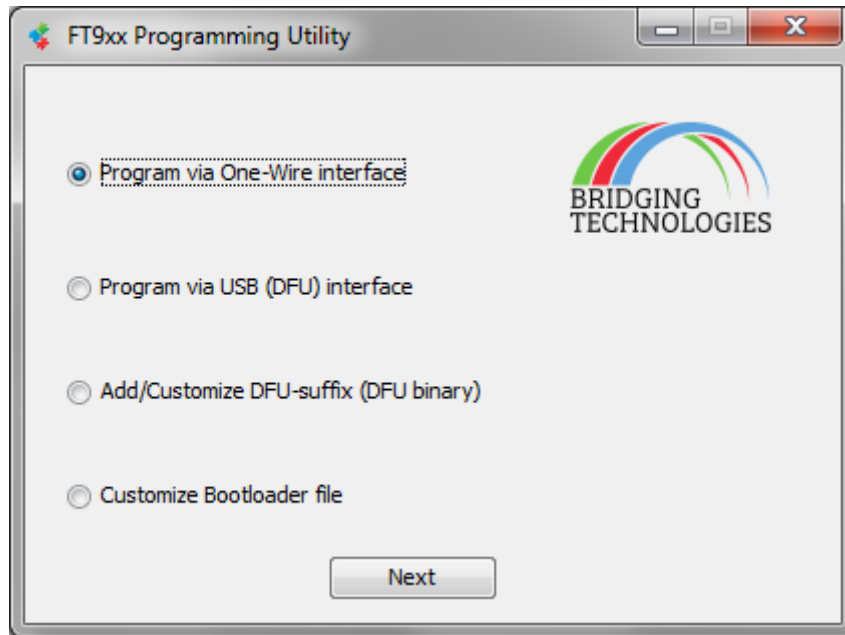 FT9xx Programming Utility
Program via One-Wire interface
BRIDGING
TECHNOLOGIES
Program via USB (DFU) interface
Add/Customize DFU-suffix (DFU binary)
Customize Bootloader file
Next